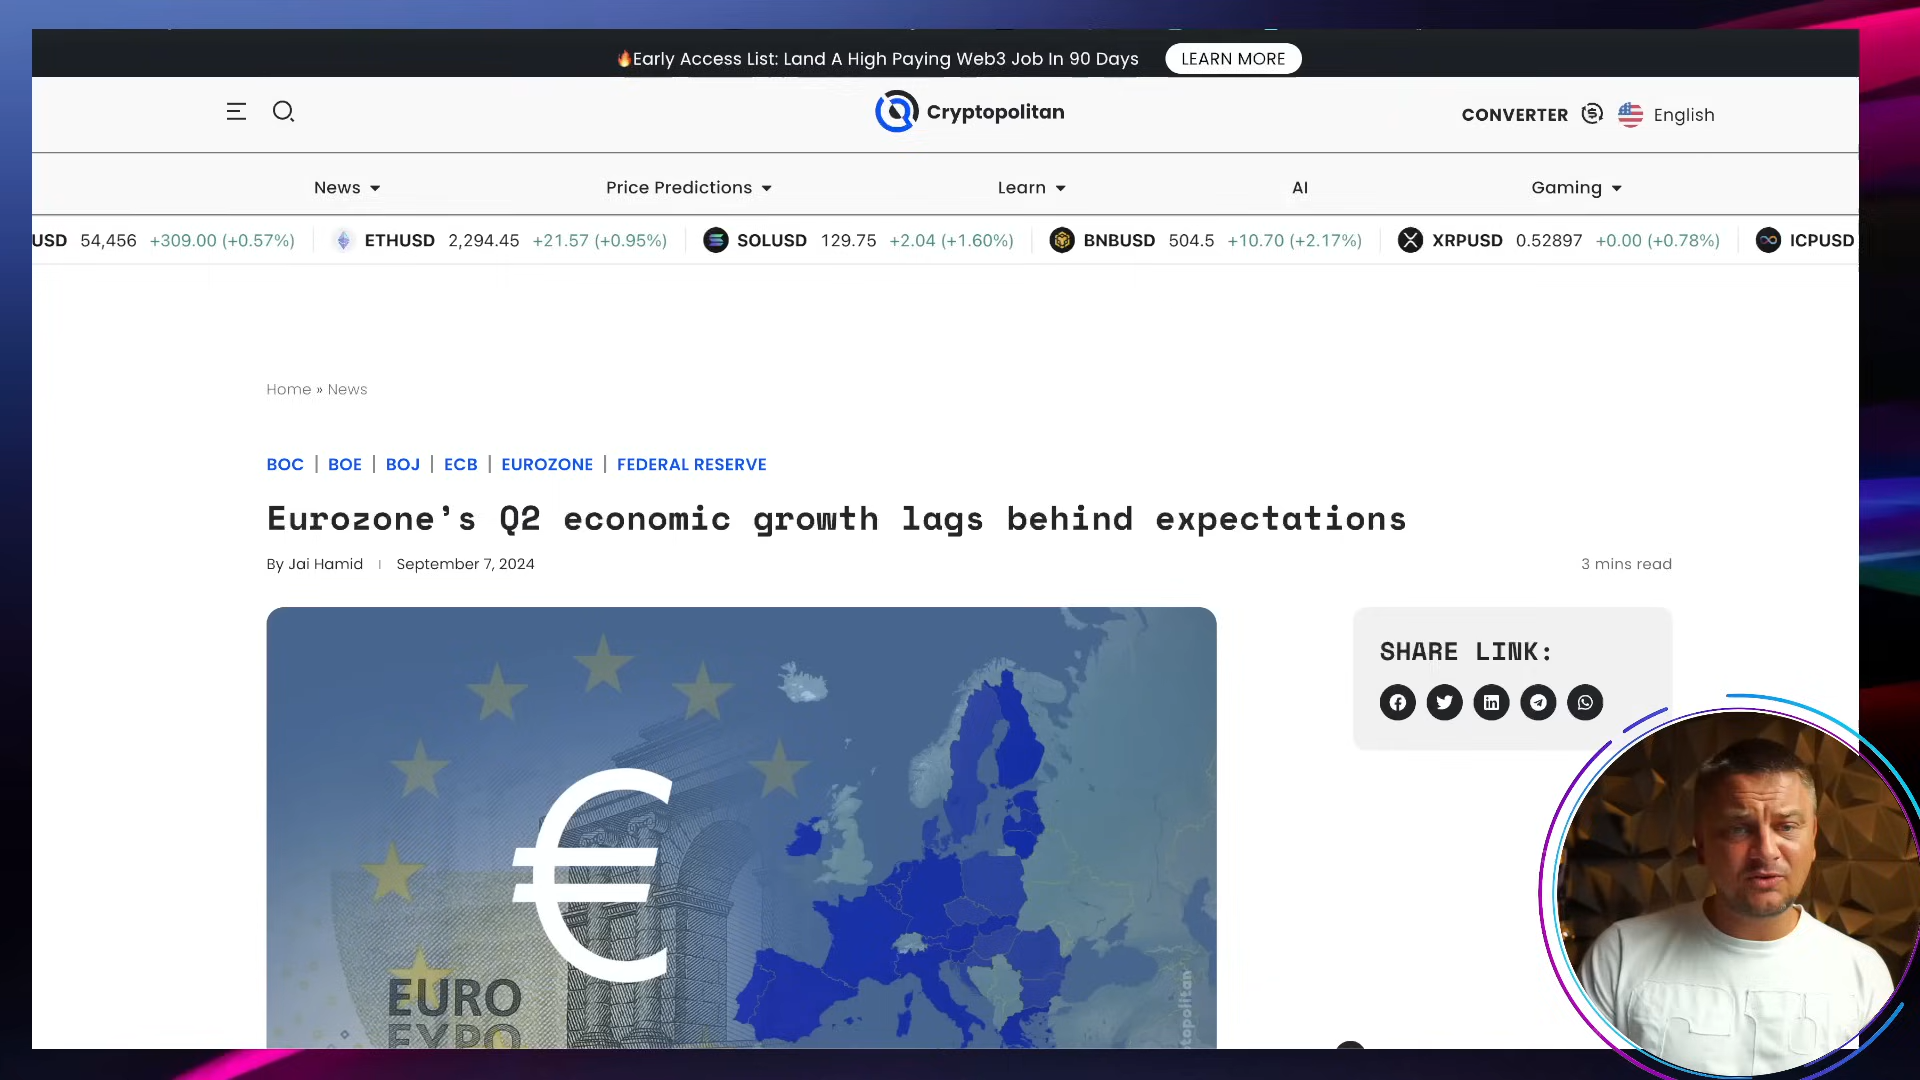 🔥Early Access List: Land A High Paying Web3 Job In 90 Days LEARN MORE
Cryptopolitan
CONVERTER English
News Price Predictions Learn AI Gaming
USD 54,456 +309.00 (+0.57%) ETHUSD 2,294.45 +21.57 (+0.95%) SOLUSD 129.75 +2.04 (+1.60%) BNBUSD 504.5 +10.70 (+2.17%) XRPUSD 0.52897 +0.00 (+0.78%) ICPUSD
Home » News
BOC | BOE | BOJ | ECB | EUROZONE | FEDERAL RESERVE
Eurozone’s Q2 economic growth lags behind expectations
By Jai Hamid | September 7, 2024
3 mins read
SHARE LINK:
€
EURO
ΕΥΡΩ